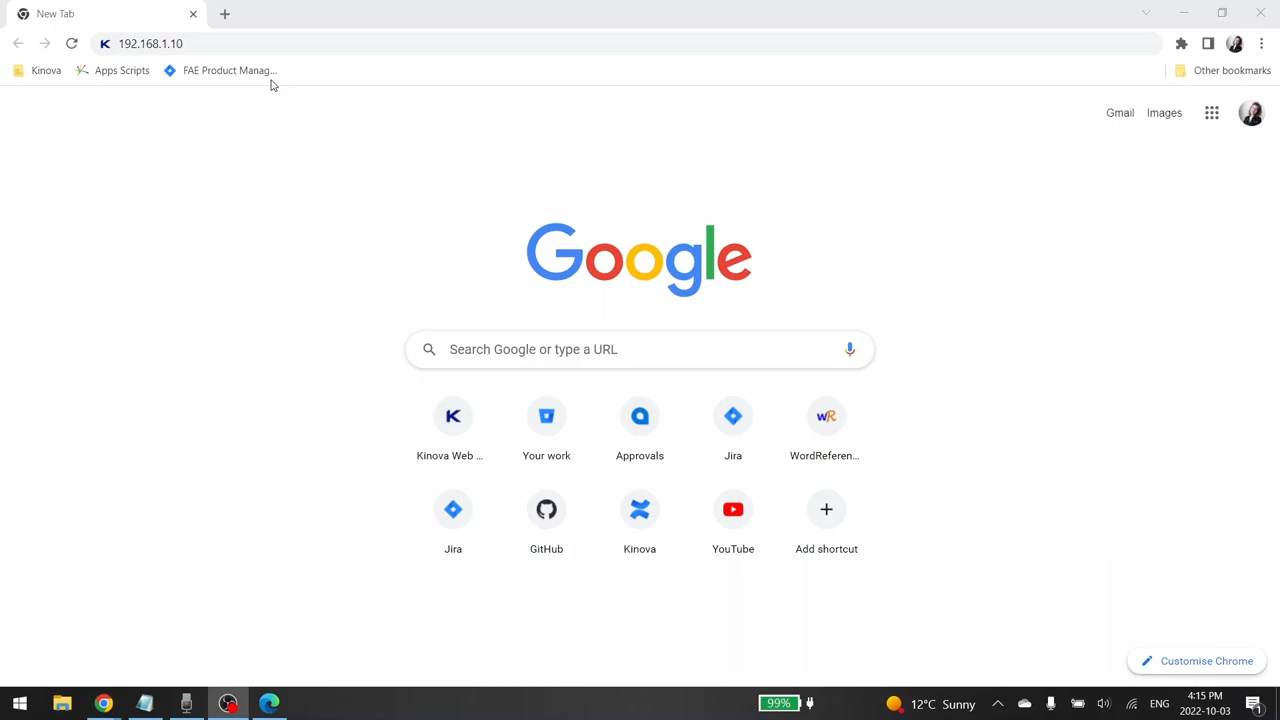 New Tab
192.168.1.10
Kinova
Apps Scripts
FAE Product Manag...
Other bookmarks
Gmail
Images
Google
Search Google or type a URL
Kinova Web ...
Your work
Approvals
Jira
wR
WordReferen...
Jira
GitHub
Kinova
YouTube
Add shortcut
Customise Chrome
99%
12°C Sunny
ENG
4:15 PM
2022-10-03
1